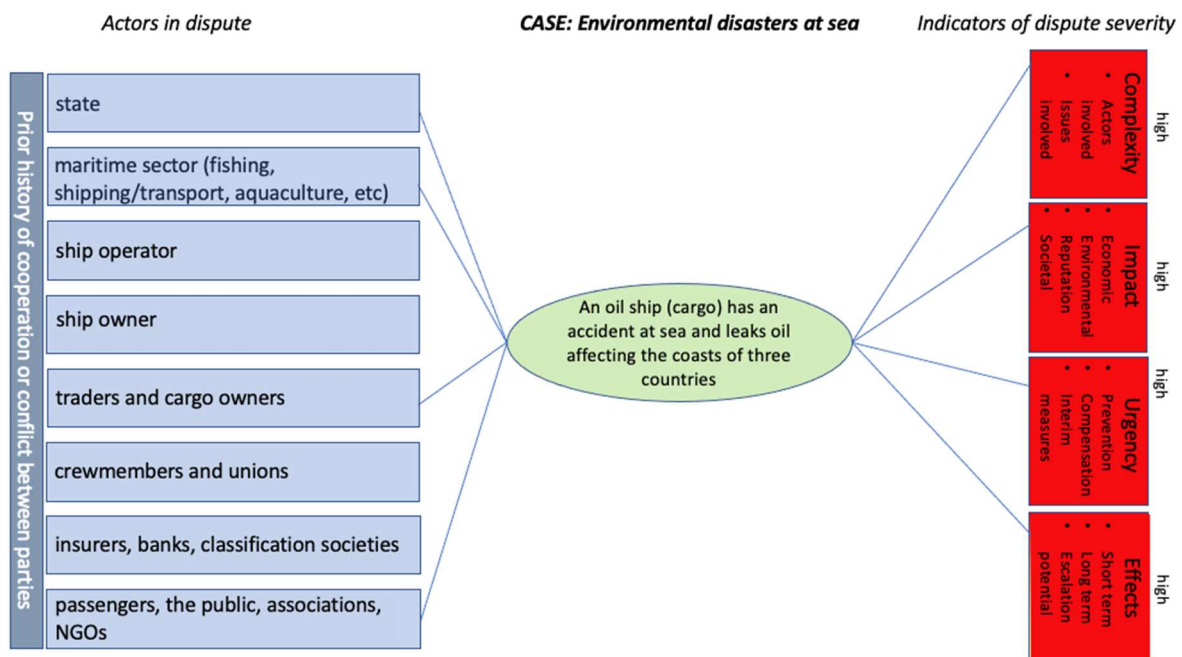 Actors in dispute
CASE: Environmental disasters at sea
Indicators of dispute severity
Prior history of cooperation or conflict between parties
state
maritime sector (fishing,
shipping/transport, aquaculture, etc)
ship operator
ship owner
traders and cargo owners
crewmembers and unions
insurers, banks, classification societies
passengers, the public, associations,
NGOs
An oil ship (cargo) has an
accident at sea and leaks oil
affecting the coasts of three
countries
Complexity
• Actors
involved
• Issues
involved
high
Impact
• Economic
• Environmental
• Reputation
• Societal
high
Urgency
• Prevention
• Compensation
• Interim
measures
high
Effects
• Short term
• Long term
• Escalation
potential
high